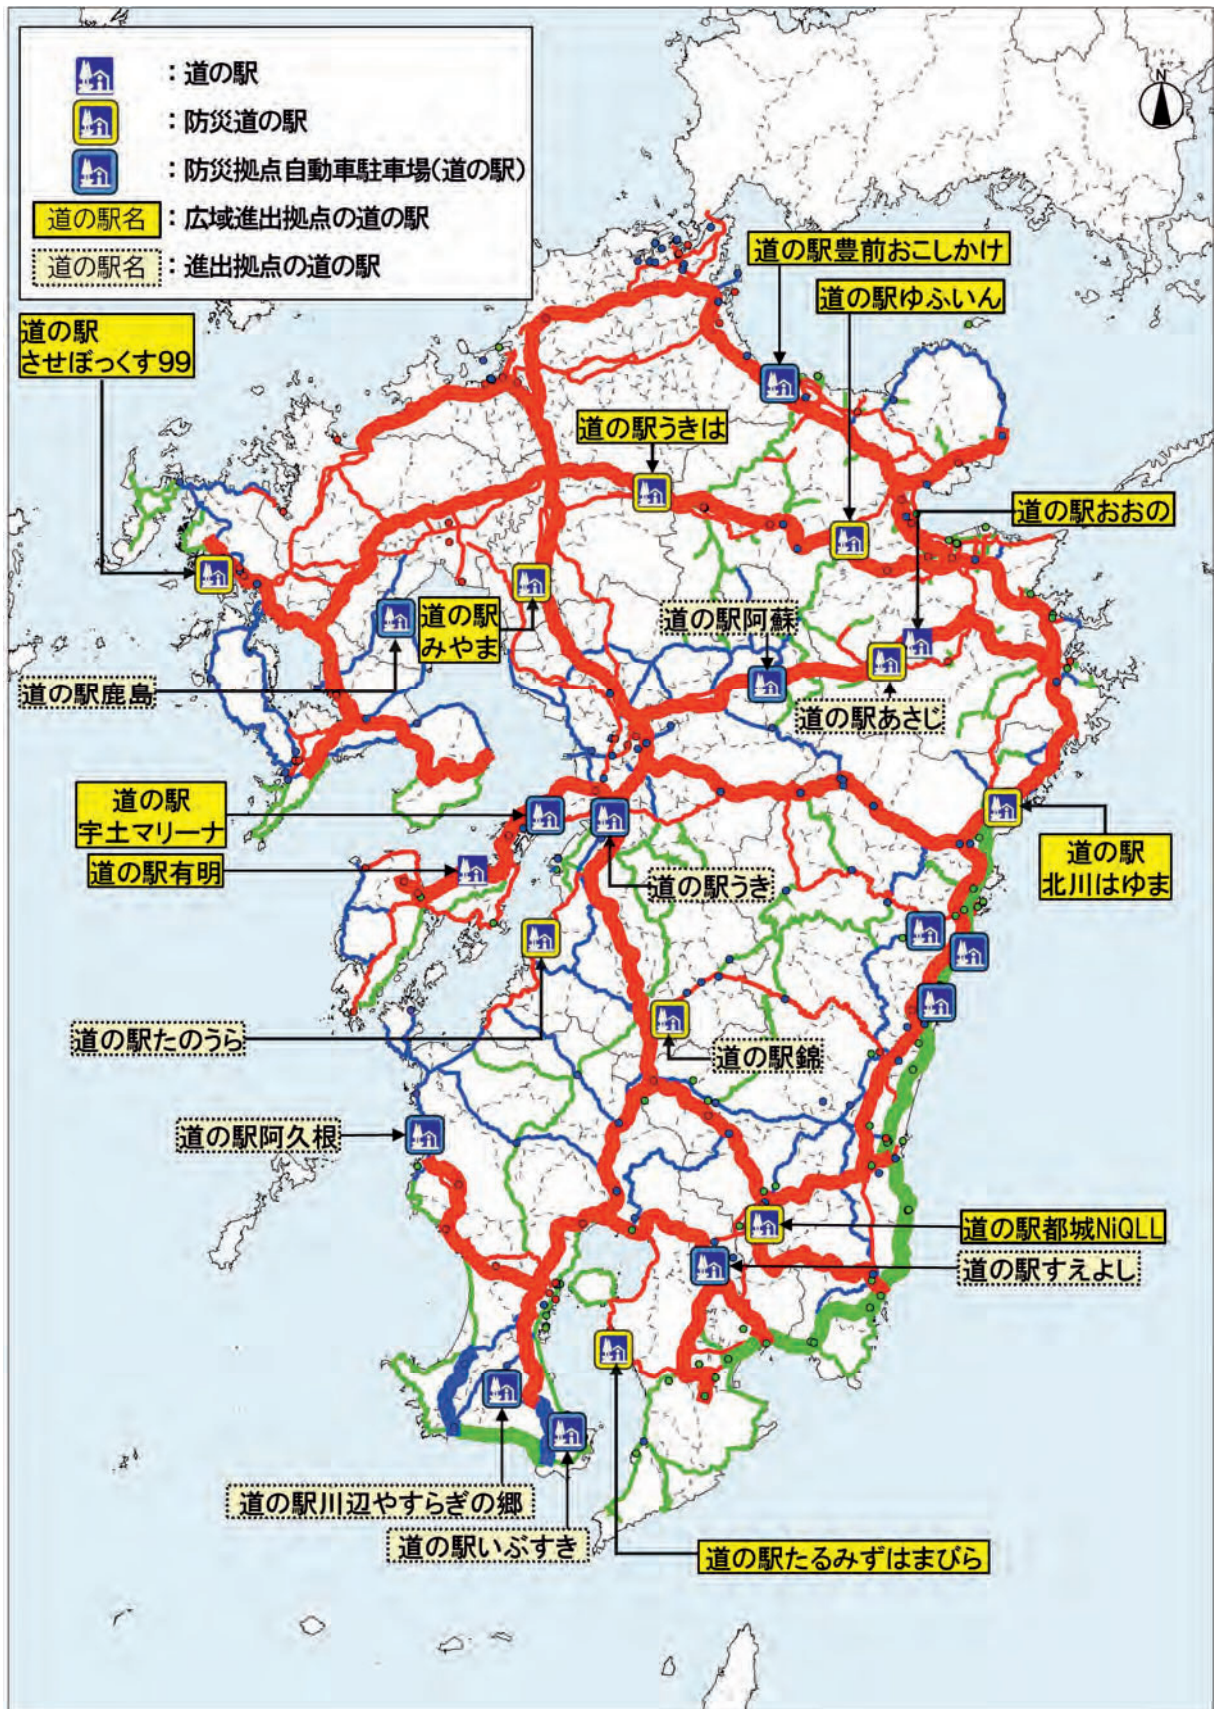 ：道の駅
：防災道の駅
：防災拠点自動車駐車場(道の駅)
道の駅名：広域進出拠点の道の駅
道の駅名：進出拠点の道の駅
N
道の駅豊前おこしかけ
道の駅ゆふいん
道の駅
させぼっくす99
道の駅うきは
道の駅おおの
道の駅
みやま
道の駅阿蘇
道の駅鹿島
道の駅あさじ
道の駅
宇土マリーナ
道の駅有明
道の駅うき
道の駅
北川はゆま
道の駅たのうら
道の駅錦
道の駅阿久根
道の駅都城NiQLL
道の駅すえよし
道の駅川辺やすらぎの郷
道の駅いぶすき
道の駅たるみずはまびら